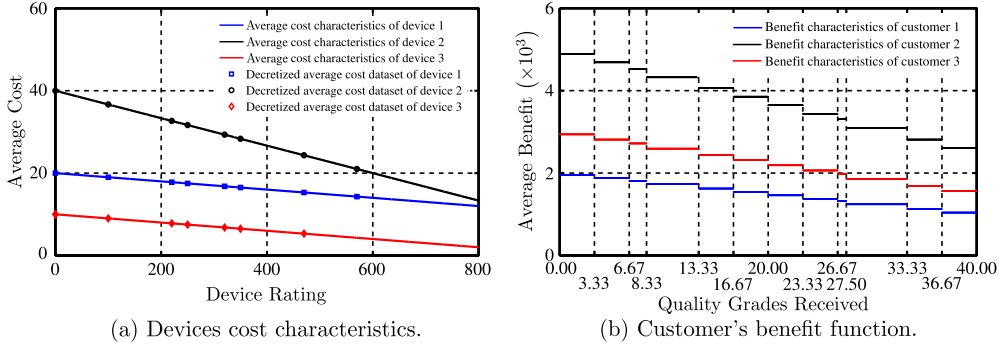 60
40
20
0
Average Cost
Average cost characteristics of device 1
Average cost characteristics of device 2
Average cost characteristics of device 3
Decretized average cost dataset of device 1
Decretized average cost dataset of device 2
Decretized average cost dataset of device 3
0 200 400 600 800
Device Rating
(a) Devices cost characteristics.
6
4
2
0
Average Benefit (×10³)
Benefit characteristics of customer 1
Benefit characteristics of customer 2
Benefit characteristics of customer 3
0.00 6.67 13.33 20.00 26.67 33.33 40.00
3.33 8.33 16.67 23.33 27.50 36.67
Quality Grades Received
(b) Customer's benefit function.